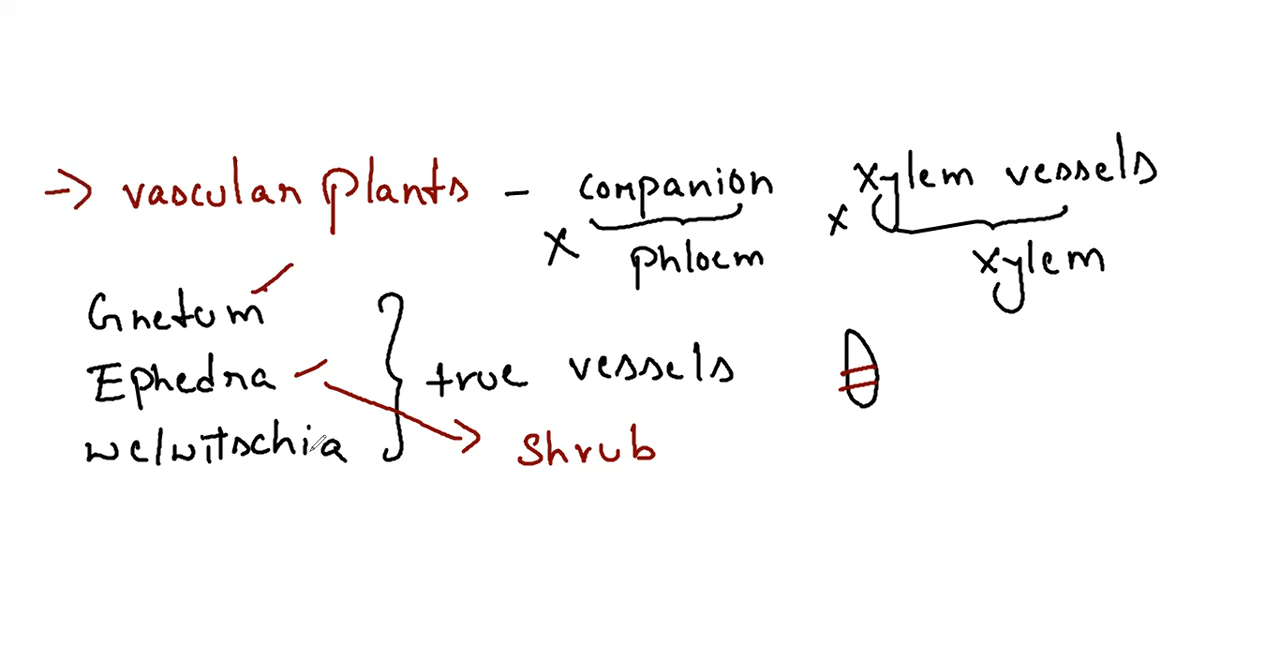 → vascular plants - companion xylem vessels
x phloem x xylem
Gnetum
Ephedra } true vessels
welwitschia → Shrub